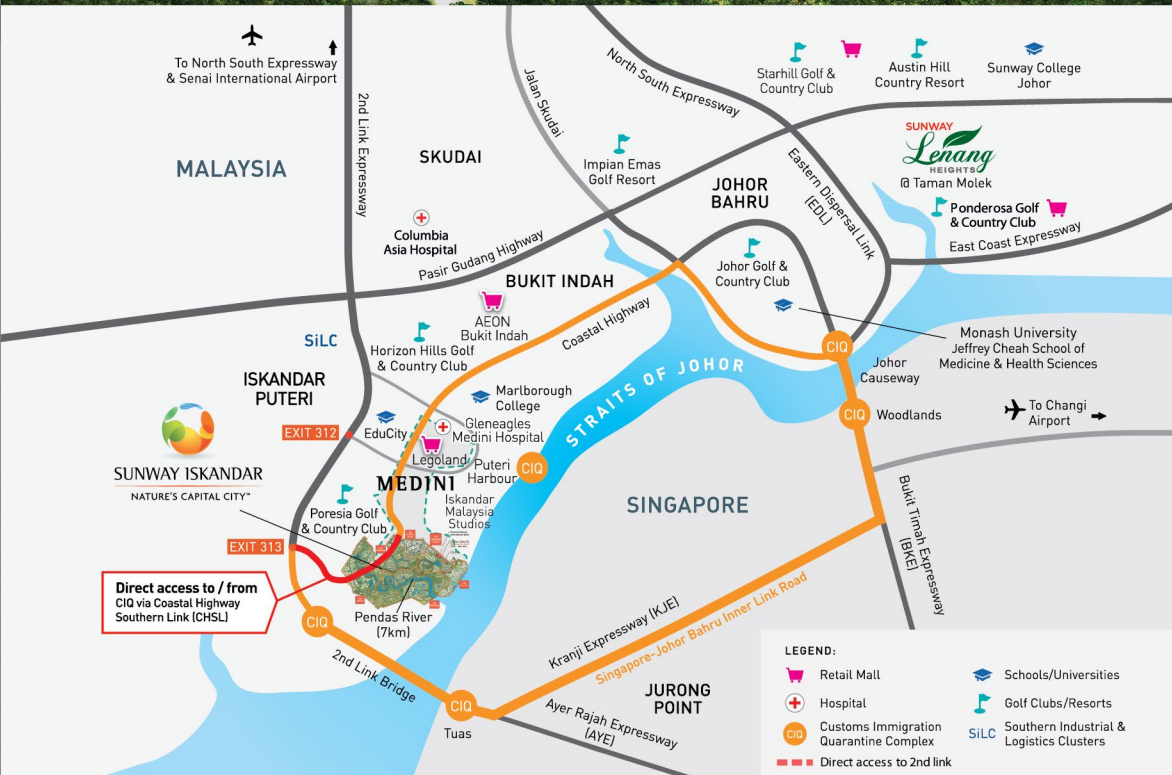 To North South Expressway
& Senai International Airport
2nd Link Expressway
Jalan Skudai
North South Expressway
Starhill Golf &
Country Club
Austin Hill
Country Resort
Sunway College
Johor
MALAYSIA
SKUDAI
Impian Emas
Golf Resort
JOHOR
BAHRU
Eastern Dispersal Link
(EDL)
SUNWAY
Lenang
HEIGHTS
@ Taman Molek
Ponderosa Golf
& Country Club
East Coast Expressway
Columbia
Asia Hospital
Pasir Gudang Highway
Johor Golf &
Country Club
BUKIT INDAH
AEON
Bukit Indah
Coastal Highway
SiLC
Horizon Hills Golf
& Country Club
CIQ
Monash University
Jeffrey Cheah School of
Medicine & Health Sciences
Johor
Causeway
STRAITS OF JOHOR
ISKANDAR
PUTERI
Marlborough
College
CIQ
Woodlands
To Changi
Airport
EXIT 312
EduCity
Gleneagles
Medini Hospital
Legoland
Puteri
Harbour
CIQ
SUNWAY ISKANDAR
NATURE'S CAPITAL CITY™
MEDINI
Iskandar
Malaysia
Studios
SINGAPORE
Bukit Timah Expressway
(BKE)
Poresia Golf
& Country Club
EXIT 313
Direct access to / from
CIQ via Coastal Highway
Southern Link (CHSL)
Pendas River
(7km)
CIQ
2nd Link Bridge
Kranji Expressway (KJE)
Singapore-Johor Bahru Inner Link Road
CIQ
Tuas
JURONG
POINT
Ayer Rajah Expressway
(AYE)
LEGEND:
Retail Mall
Schools/Universities
Hospital
Golf Clubs/Resorts
CIQ
Customs Immigration
Quarantine Complex
SiLC
Southern Industrial &
Logistics Clusters
Direct access to 2nd link